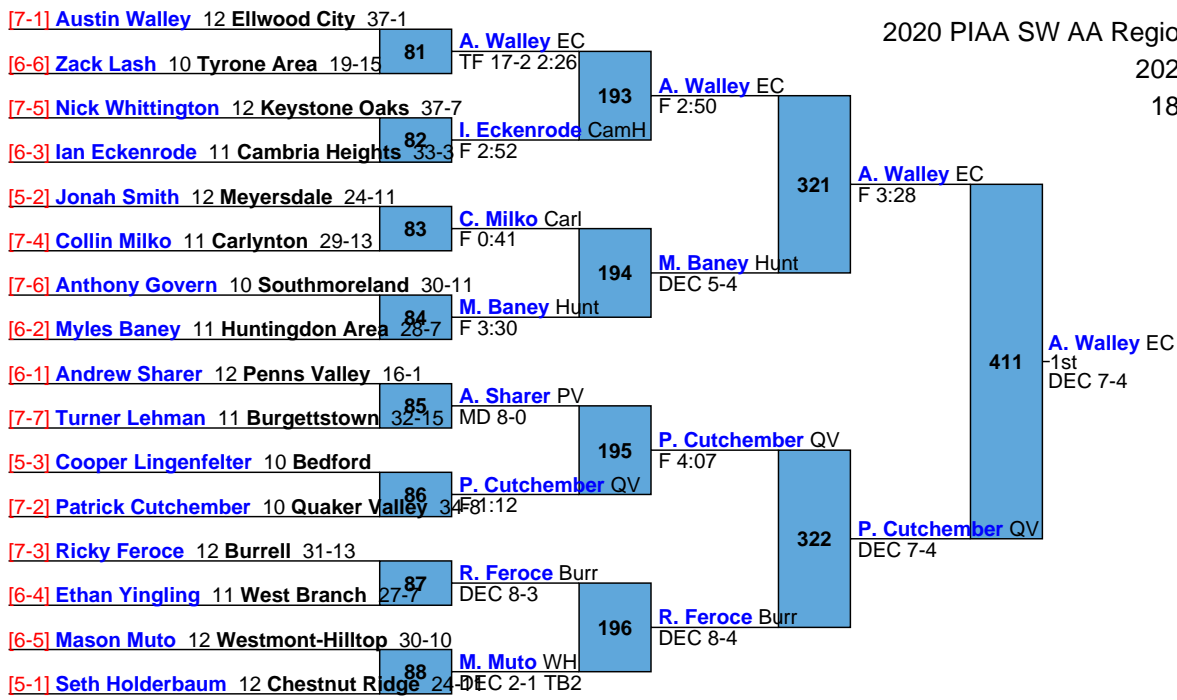 2020 PIAA SW AA Regio
202
18
[7-1] Austin Walley 12 Ellwood City 37-1
[6-6] Zack Lash 10 Tyrone Area 19-15
[7-5] Nick Whittington 12 Keystone Oaks 37-7
[6-3] Ian Eckenrode 11 Cambria Heights 33-3
[5-2] Jonah Smith 12 Meyersdale 24-11
[7-4] Collin Milko 11 Carlynton 29-13
[7-6] Anthony Govern 10 Southmoreland 30-11
[6-2] Myles Baney 11 Huntingdon Area 28-7
[6-1] Andrew Sharer 12 Penns Valley 16-1
[7-7] Turner Lehman 11 Burgettstown 32-15
[5-3] Cooper Lingenfelter 10 Bedford
[7-2] Patrick Cutchember 10 Quaker Valley 34-8
[7-3] Ricky Feroce 12 Burrell 31-13
[6-4] Ethan Yingling 11 West Branch 27-7
[6-5] Mason Muto 12 Westmont-Hilltop 30-10
[5-1] Seth Holderbaum 12 Chestnut Ridge 24-11
81
82
83
84
85
86
87
88
A. Walley EC
TF 17-2 2:26
I. Eckenrode CamH
F 2:52
C. Milko Carl
F 0:41
M. Baney Hunt
F 3:30
A. Sharer PV
MD 8-0
P. Cutchember QV
F 1:12
R. Feroce Burr
DEC 8-3
M. Muto WH
DEC 2-1 TB2
193
194
195
196
A. Walley EC
F 2:50
M. Baney Hunt
DEC 5-4
P. Cutchember QV
F 4:07
R. Feroce Burr
DEC 8-4
321
322
A. Walley EC
F 3:28
P. Cutchember QV
DEC 7-4
411
A. Walley EC
1st
DEC 7-4